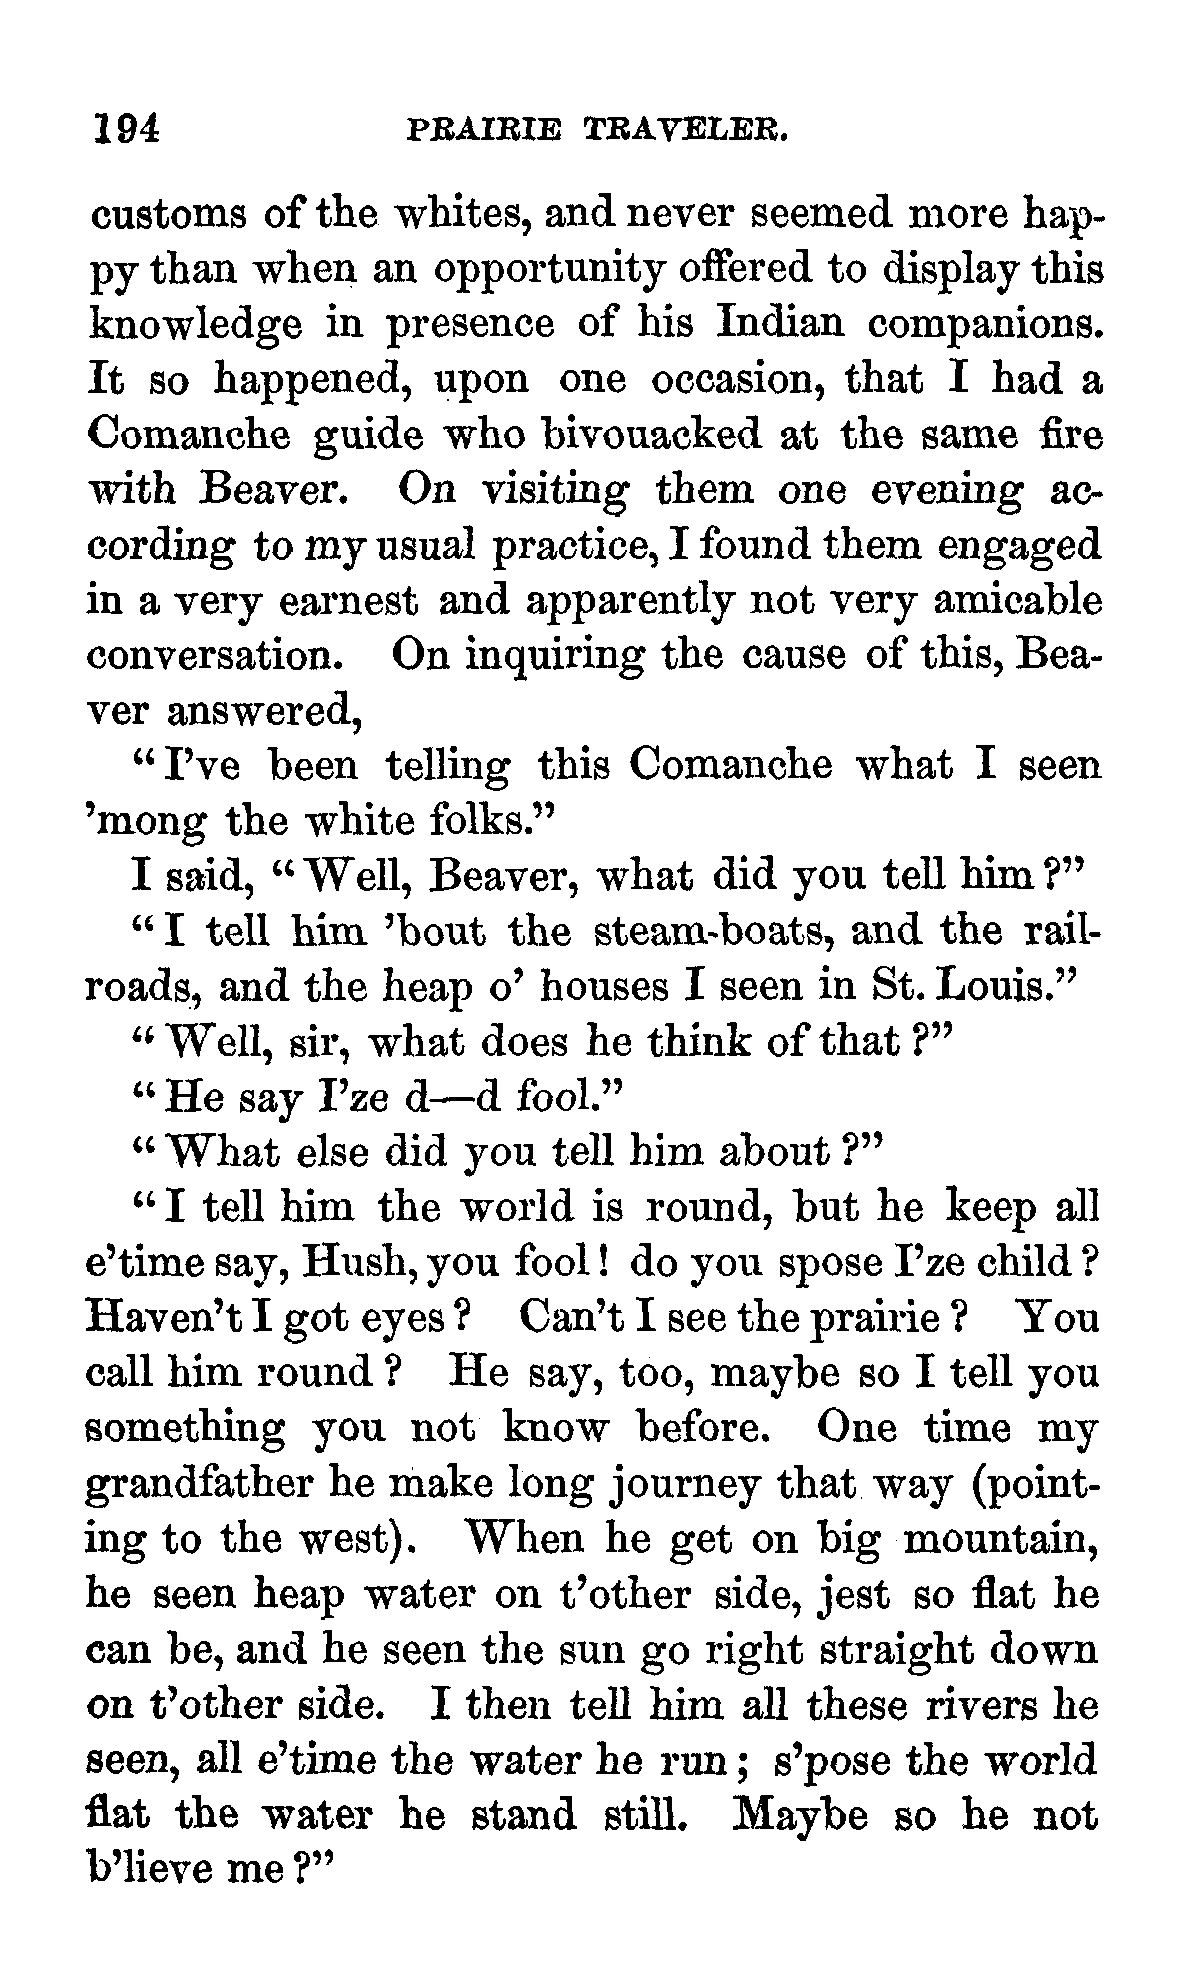 194 PRAIRIE TRAVELER.
customs of the whites, and never seemed more hap-
py than when an opportunity offered to display this
knowledge in presence of his Indian companions.
It so happened, upon one occasion, that I had a
Comanche guide who bivouacked at the same fire
with Beaver. On visiting them one evening ac-
cording to my usual practice, I found them engaged
in a very earnest and apparently not very amicable
conversation. On inquiring the cause of this, Bea-
ver answered,
“I’ve been telling this Comanche what I seen
’mong the white folks.”
I said, “Well, Beaver, what did you tell him?”
“I tell him ’bout the steam-boats, and the rail-
roads, and the heap o’ houses I seen in St. Louis.”
“Well, sir, what does he think of that?”
“He say I’ze d—d fool.”
“What else did you tell him about?”
“I tell him the world is round, but he keep all
e’time say, Hush, you fool! do you spose I’ze child?
Haven’t I got eyes? Can’t I see the prairie? You
call him round? He say, too, maybe so I tell you
something you not know before. One time my
grandfather he make long journey that way (point-
ing to the west). When he get on big mountain,
he seen heap water on t’other side, jest so flat he
can be, and he seen the sun go right straight down
on t’other side. I then tell him all these rivers he
seen, all e’time the water he run; s’pose the world
flat the water he stand still. Maybe so he not
b’lieve me?”